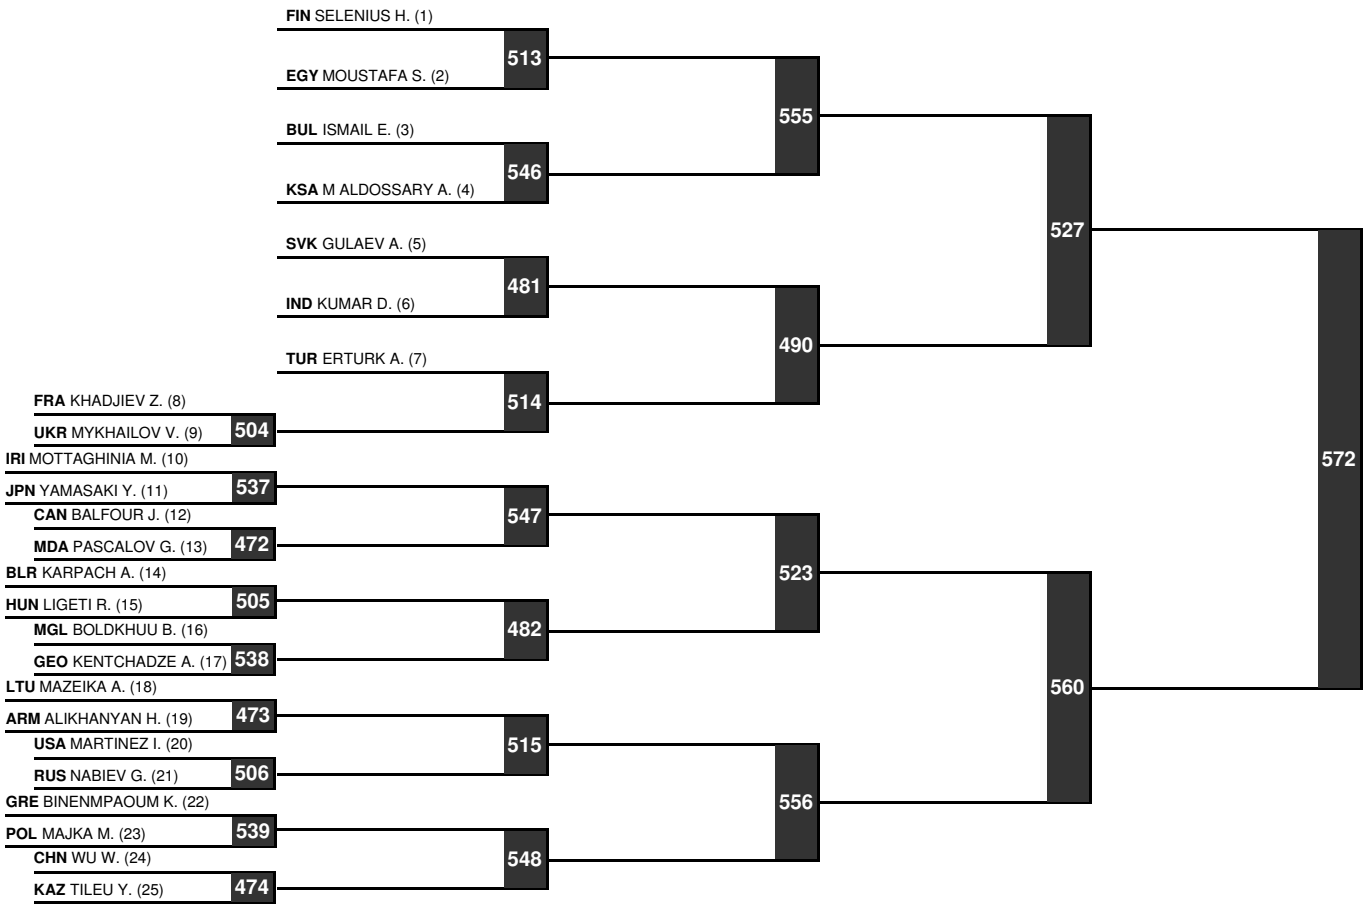 FIN SELENIUS H. (1)
513
EGY MOUSTAFA S. (2)
555
BUL ISMAIL E. (3)
546
KSA M ALDOSSARY A. (4)
527
SVK GULAEV A. (5)
481
IND KUMAR D. (6)
490
TUR ERTURK A. (7)
514
FRA KHADJIEV Z. (8)
504
UKR MYKHAILOV V. (9)
572
IRI MOTTAGHINIA M. (10)
537
JPN YAMASAKI Y. (11)
547
CAN BALFOUR J. (12)
472
MDA PASCALOV G. (13)
523
BLR KARPACH A. (14)
505
HUN LIGETI R. (15)
482
MGL BOLDKHUU B. (16)
538
GEO KENTCHADZE A. (17)
560
LTU MAZEIKA A. (18)
473
ARM ALIKHANYAN H. (19)
515
USA MARTINEZ I. (20)
506
RUS NABIEV G. (21)
556
GRE BINENMPAOUM K. (22)
539
POL MAJKA M. (23)
548
CHN WU W. (24)
474
KAZ TILEU Y. (25)